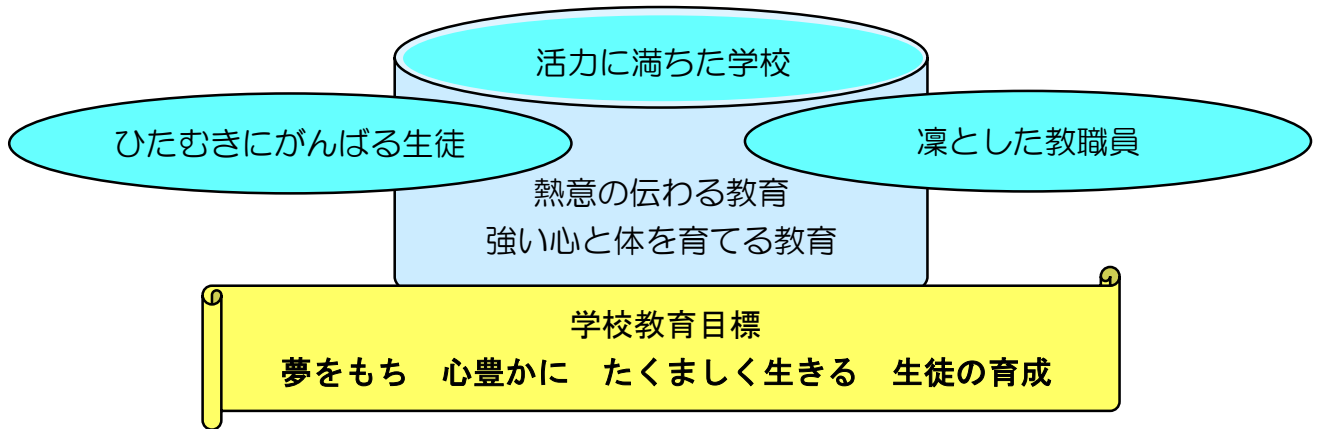 活力に満ちた学校
ひたむきにがんばる生徒
凜とした教職員
熱意の伝わる教育
強い心と体を育てる教育
学校教育目標
夢をもち　心豊かに　たくましく生きる　生徒の育成